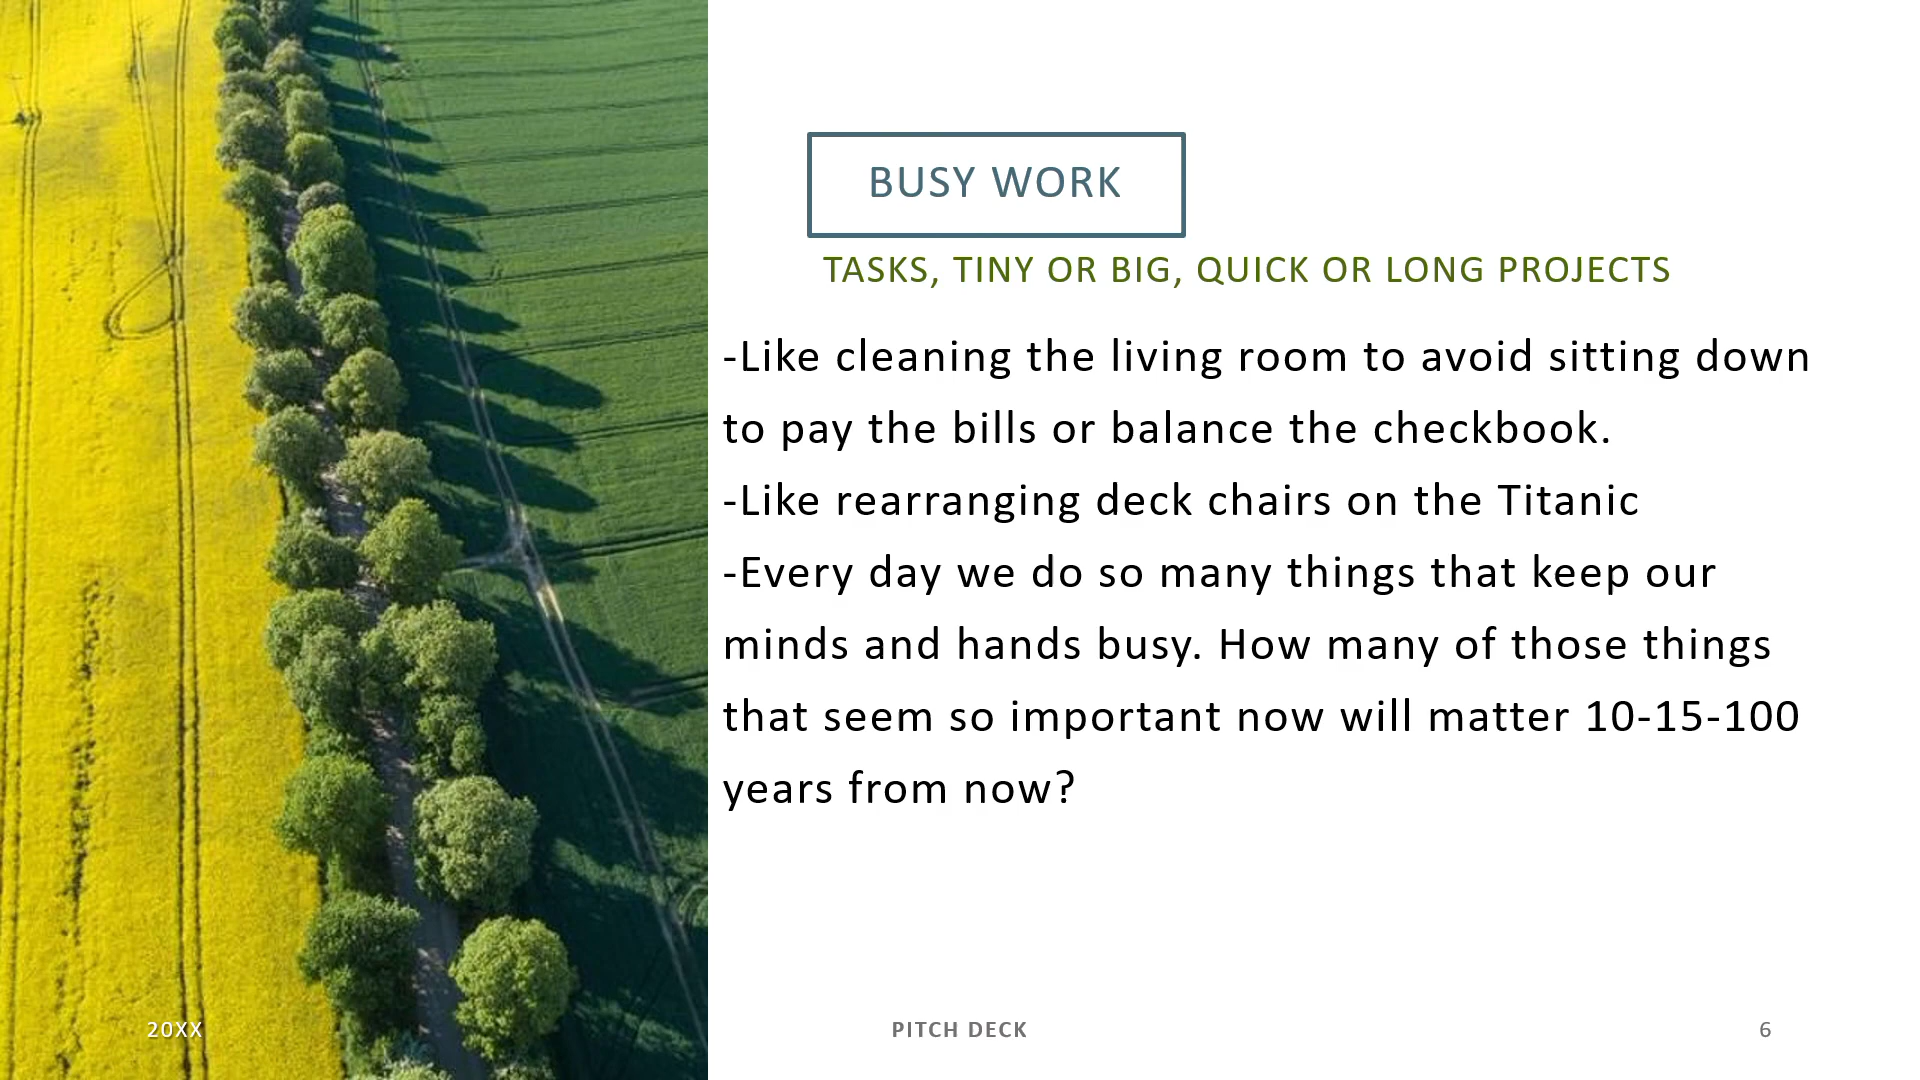 BUSY WORK
TASKS, TINY OR BIG, QUICK OR LONG PROJECTS
-Like cleaning the living room to avoid sitting down
to pay the bills or balance the checkbook.
-Like rearranging deck chairs on the Titanic
-Every day we do so many things that keep our
minds and hands busy. How many of those things
that seem so important now will matter 10-15-100
years from now?
20XX
PITCH DECK
6